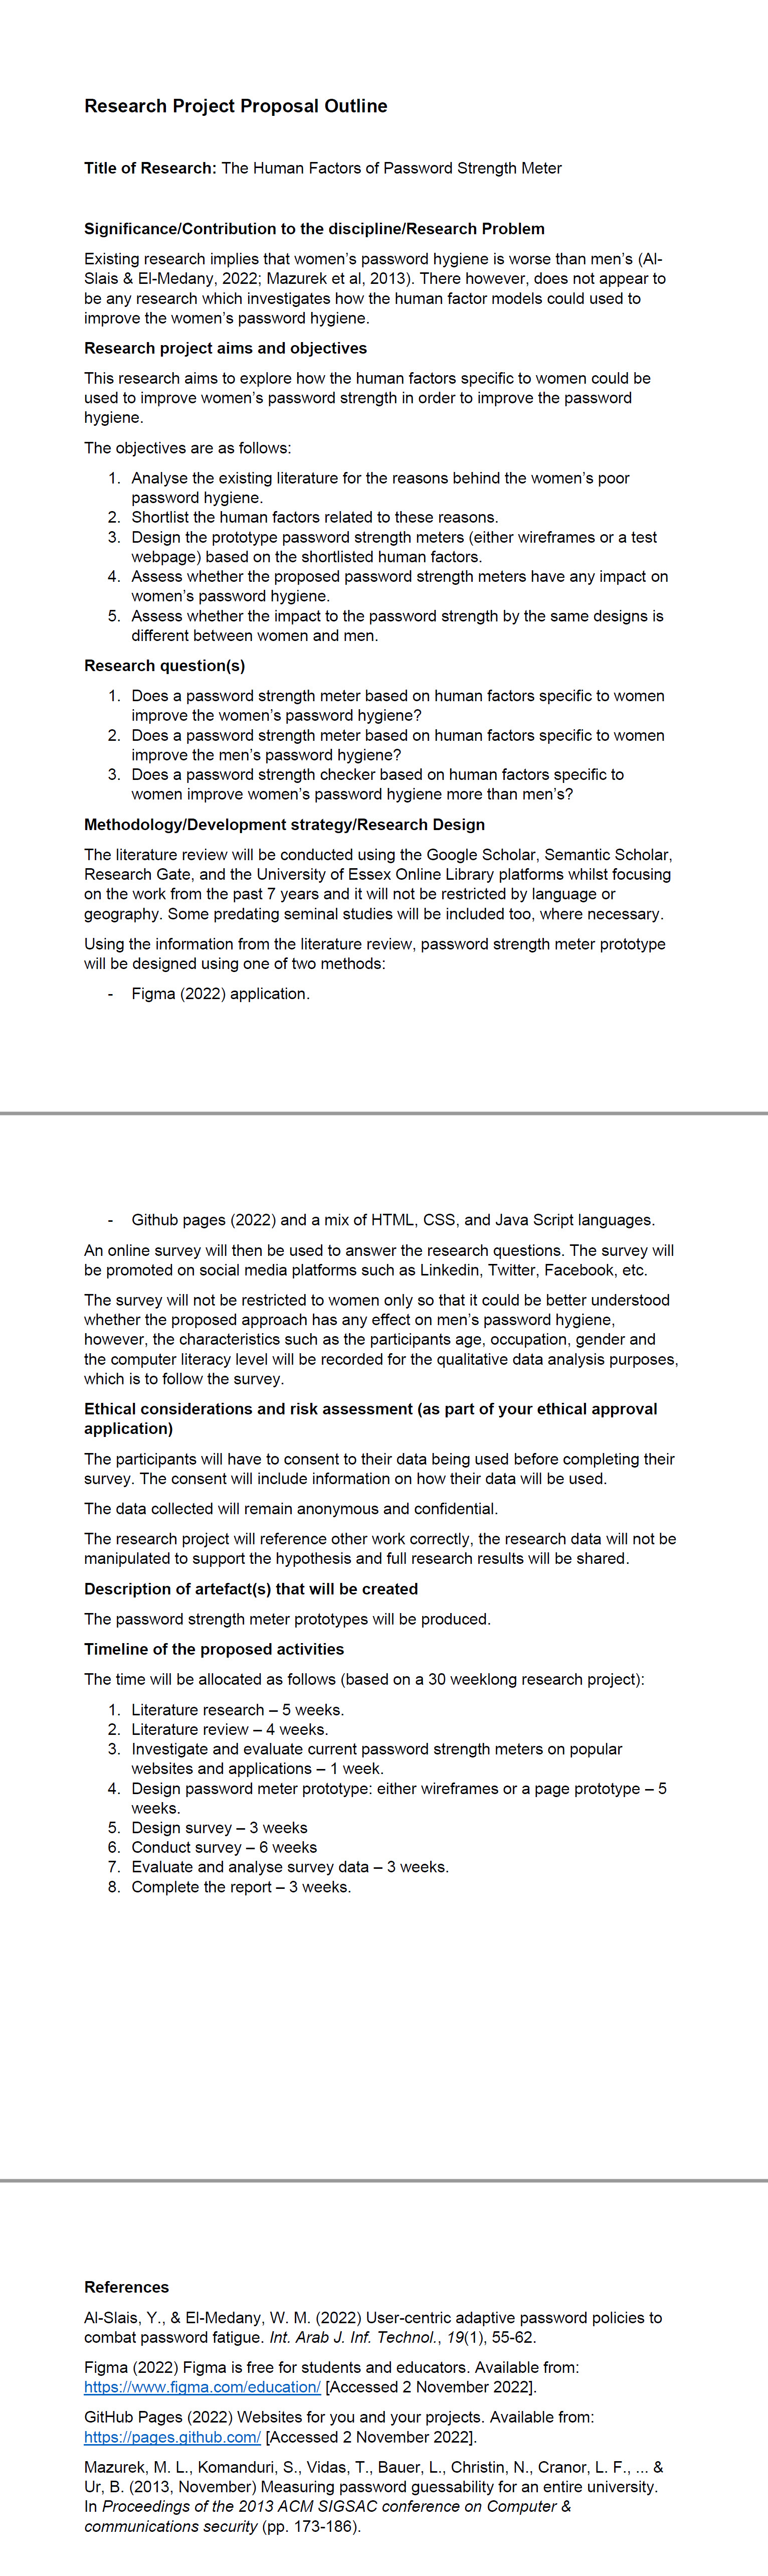 Research Project Proposal Outline
Title of Research: The Human Factors of Password Strength Meter
Significance/Contribution to the discipline/Research Problem
Existing research implies that women’s password hygiene is worse than men’s (Al-
Slais & El-Medany, 2022; Mazurek et al, 2013). There however, does not appear to
be any research which investigates how the human factor models could used to
improve the women’s password hygiene.
Research project aims and objectives
This research aims to explore how the human factors specific to women could be
used to improve women’s password strength in order to improve the password
hygiene.
The objectives are as follows:
1. Analyse the existing literature for the reasons behind the women’s poor
password hygiene.
2. Shortlist the human factors related to these reasons.
3. Design the prototype password strength meters (either wireframes or a test
webpage) based on the shortlisted human factors.
4. Assess whether the proposed password strength meters have any impact on
women’s password hygiene.
5. Assess whether the impact to the password strength by the same designs is
different between women and men.
Research question(s)
1. Does a password strength meter based on human factors specific to women
improve the women’s password hygiene?
2. Does a password strength meter based on human factors specific to women
improve the men’s password hygiene?
3. Does a password strength checker based on human factors specific to
women improve women’s password hygiene more than men’s?
Methodology/Development strategy/Research Design
The literature review will be conducted using the Google Scholar, Semantic Scholar,
Research Gate, and the University of Essex Online Library platforms whilst focusing
on the work from the past 7 years and it will not be restricted by language or
geography. Some predating seminal studies will be included too, where necessary.
Using the information from the literature review, password strength meter prototype
will be designed using one of two methods:
- Figma (2022) application.
- Github pages (2022) and a mix of HTML, CSS, and Java Script languages.
An online survey will then be used to answer the research questions. The survey will
be promoted on social media platforms such as Linkedin, Twitter, Facebook, etc.
The survey will not be restricted to women only so that it could be better understood
whether the proposed approach has any effect on men’s password hygiene,
however, the characteristics such as the participants age, occupation, gender and
the computer literacy level will be recorded for the qualitative data analysis purposes,
which is to follow the survey.
Ethical considerations and risk assessment (as part of your ethical approval
application)
The participants will have to consent to their data being used before completing their
survey. The consent will include information on how their data will be used.
The data collected will remain anonymous and confidential.
The research project will reference other work correctly, the research data will not be
manipulated to support the hypothesis and full research results will be shared.
Description of artefact(s) that will be created
The password strength meter prototypes will be produced.
Timeline of the proposed activities
The time will be allocated as follows (based on a 30 weeklong research project):
1. Literature research – 5 weeks.
2. Literature review – 4 weeks.
3. Investigate and evaluate current password strength meters on popular
websites and applications – 1 week.
4. Design password meter prototype: either wireframes or a page prototype – 5
weeks.
5. Design survey – 3 weeks
6. Conduct survey – 6 weeks
7. Evaluate and analyse survey data – 3 weeks.
8. Complete the report – 3 weeks.
References
Al-Slais, Y., & El-Medany, W. M. (2022) User-centric adaptive password policies to
combat password fatigue. Int. Arab J. Inf. Technol., 19(1), 55-62.
Figma (2022) Figma is free for students and educators. Available from:
https://www.figma.com/education/ [Accessed 2 November 2022].
GitHub Pages (2022) Websites for you and your projects. Available from:
https://pages.github.com/ [Accessed 2 November 2022].
Mazurek, M. L., Komanduri, S., Vidas, T., Bauer, L., Christin, N., Cranor, L. F., ... &
Ur, B. (2013, November) Measuring password guessability for an entire university.
In Proceedings of the 2013 ACM SIGSAC conference on Computer &
communications security (pp. 173-186).